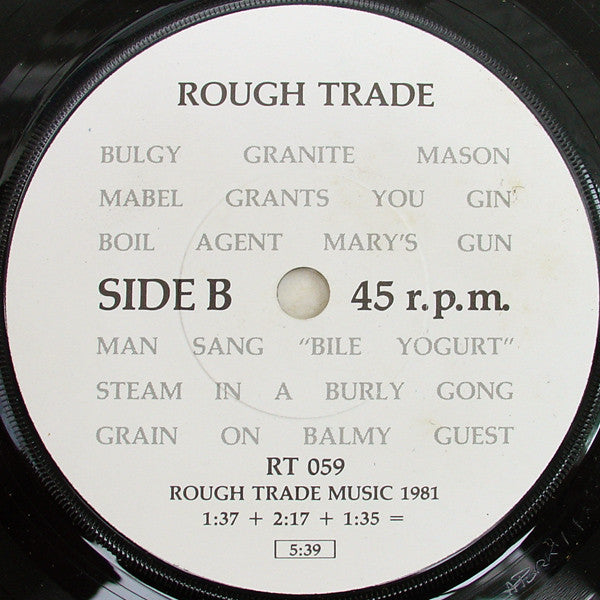 ROUGH TRADE
BULGY GRANITE MASON
MABEL GRANTS YOU GIN
BOIL AGENT MARY'S GUN
SIDE B 45 r.p.m.
MAN SANG "BILE YOGURT"
STEAM IN A BURLY GONG
GRAIN ON BALMY GUEST
RT 059
ROUGH TRADE MUSIC 1981
1:37 + 2:17 + 1:35 =
5:39